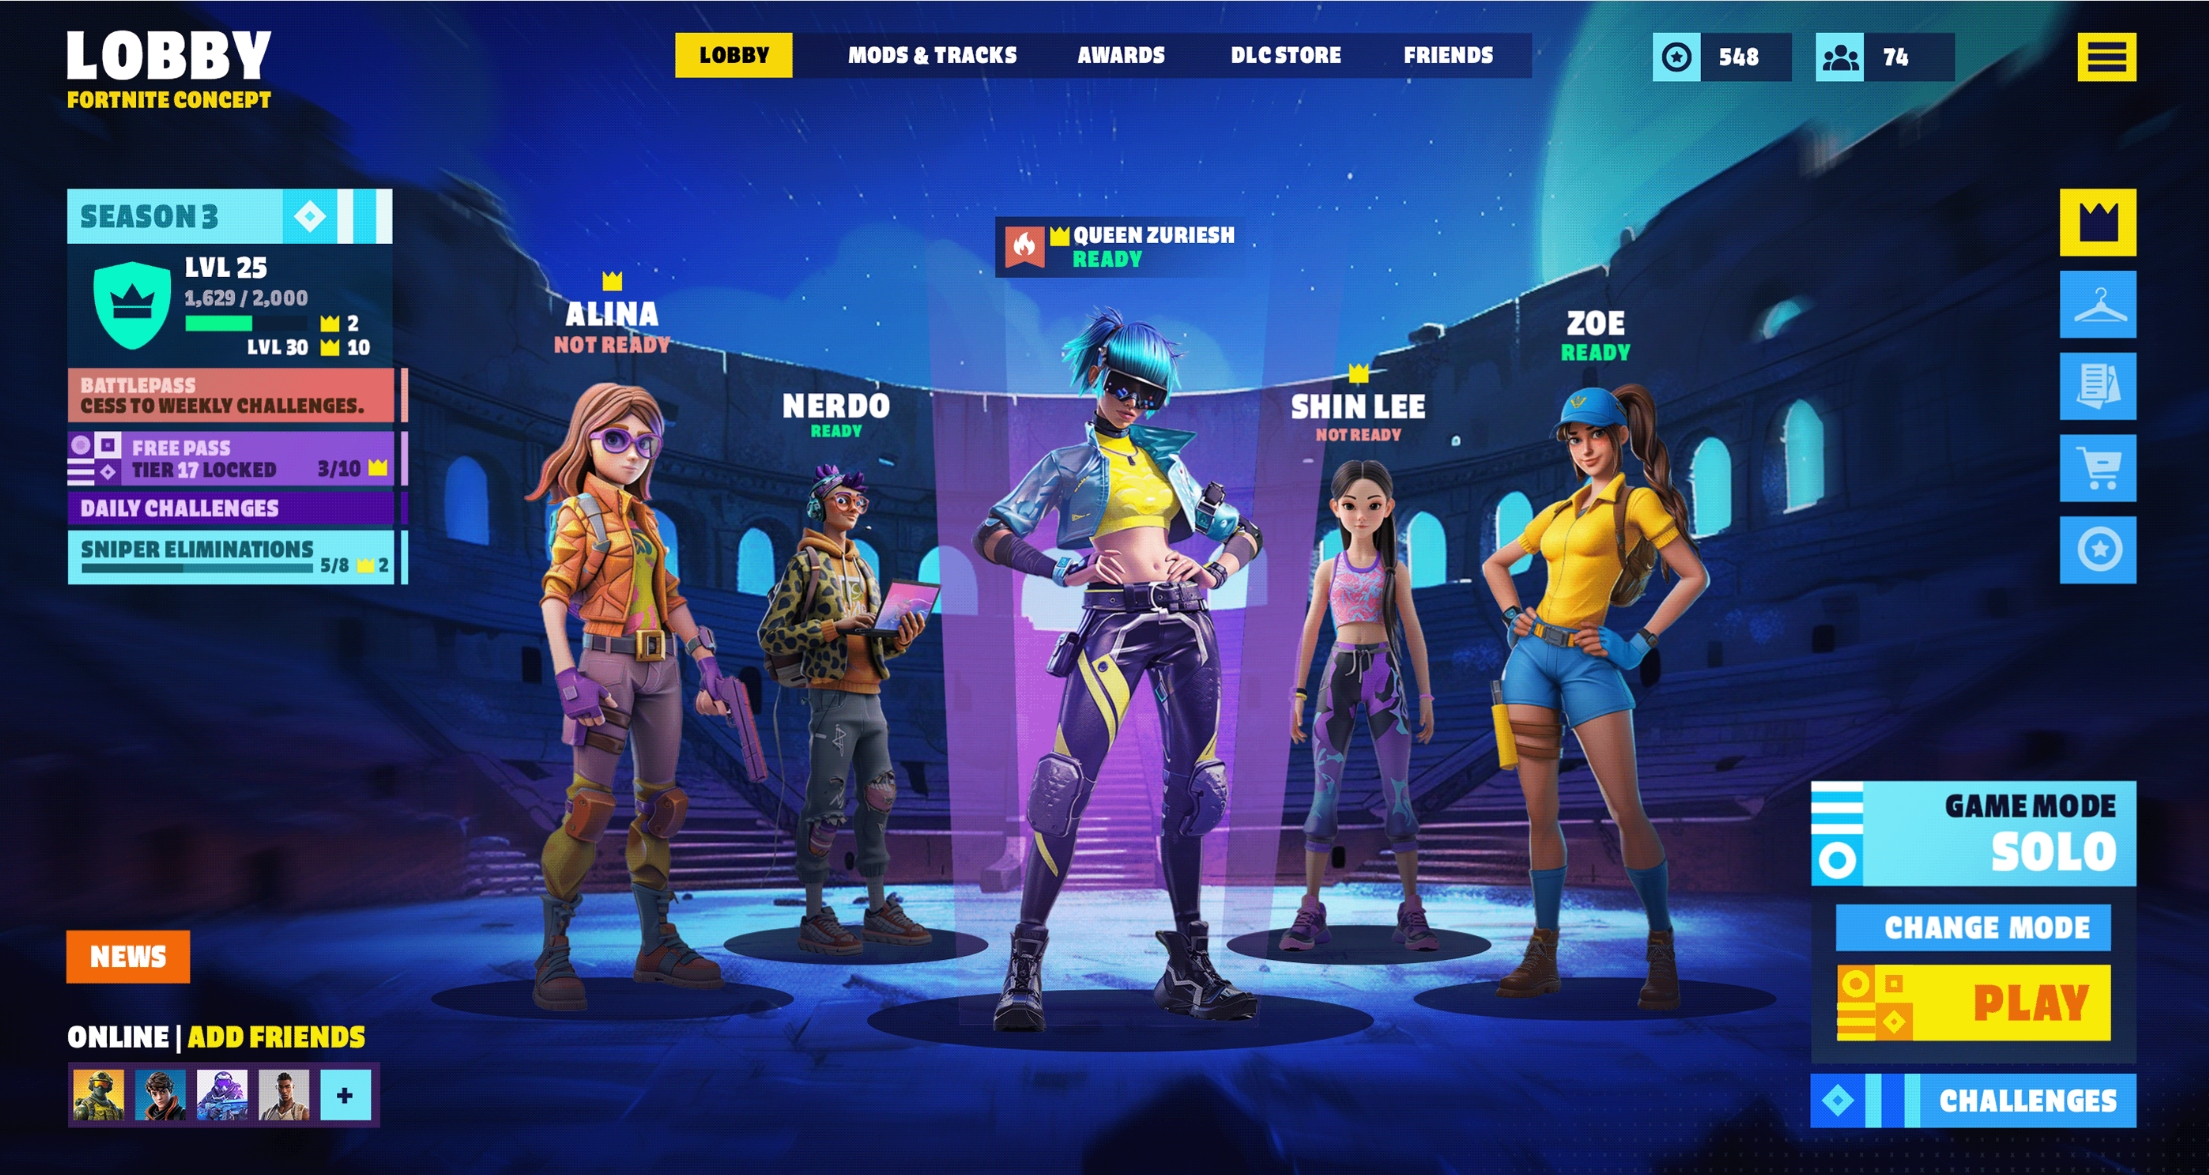 LOBBY
FORTNITE CONCEPT
LOBBY
MODS & TRACKS
AWARDS
DLC STORE
FRIENDS
548
74
SEASON 3
LVL 25
1,629 / 2,000
2
LVL 30
10
BATTLEPASS
CESS TO WEEKLY CHALLENGES.
FREE PASS
TIER 17 LOCKED 3/10
DAILY CHALLENGES
SNIPER ELIMINATIONS
5/8 2
ALINA
NOT READY
NERDO
READY
QUEEN ZURIESH
READY
SHIN LEE
NOT READY
ZOE
READY
GAME MODE
SOLO
CHANGE MODE
PLAY
CHALLENGES
NEWS
ONLINE | ADD FRIENDS
+